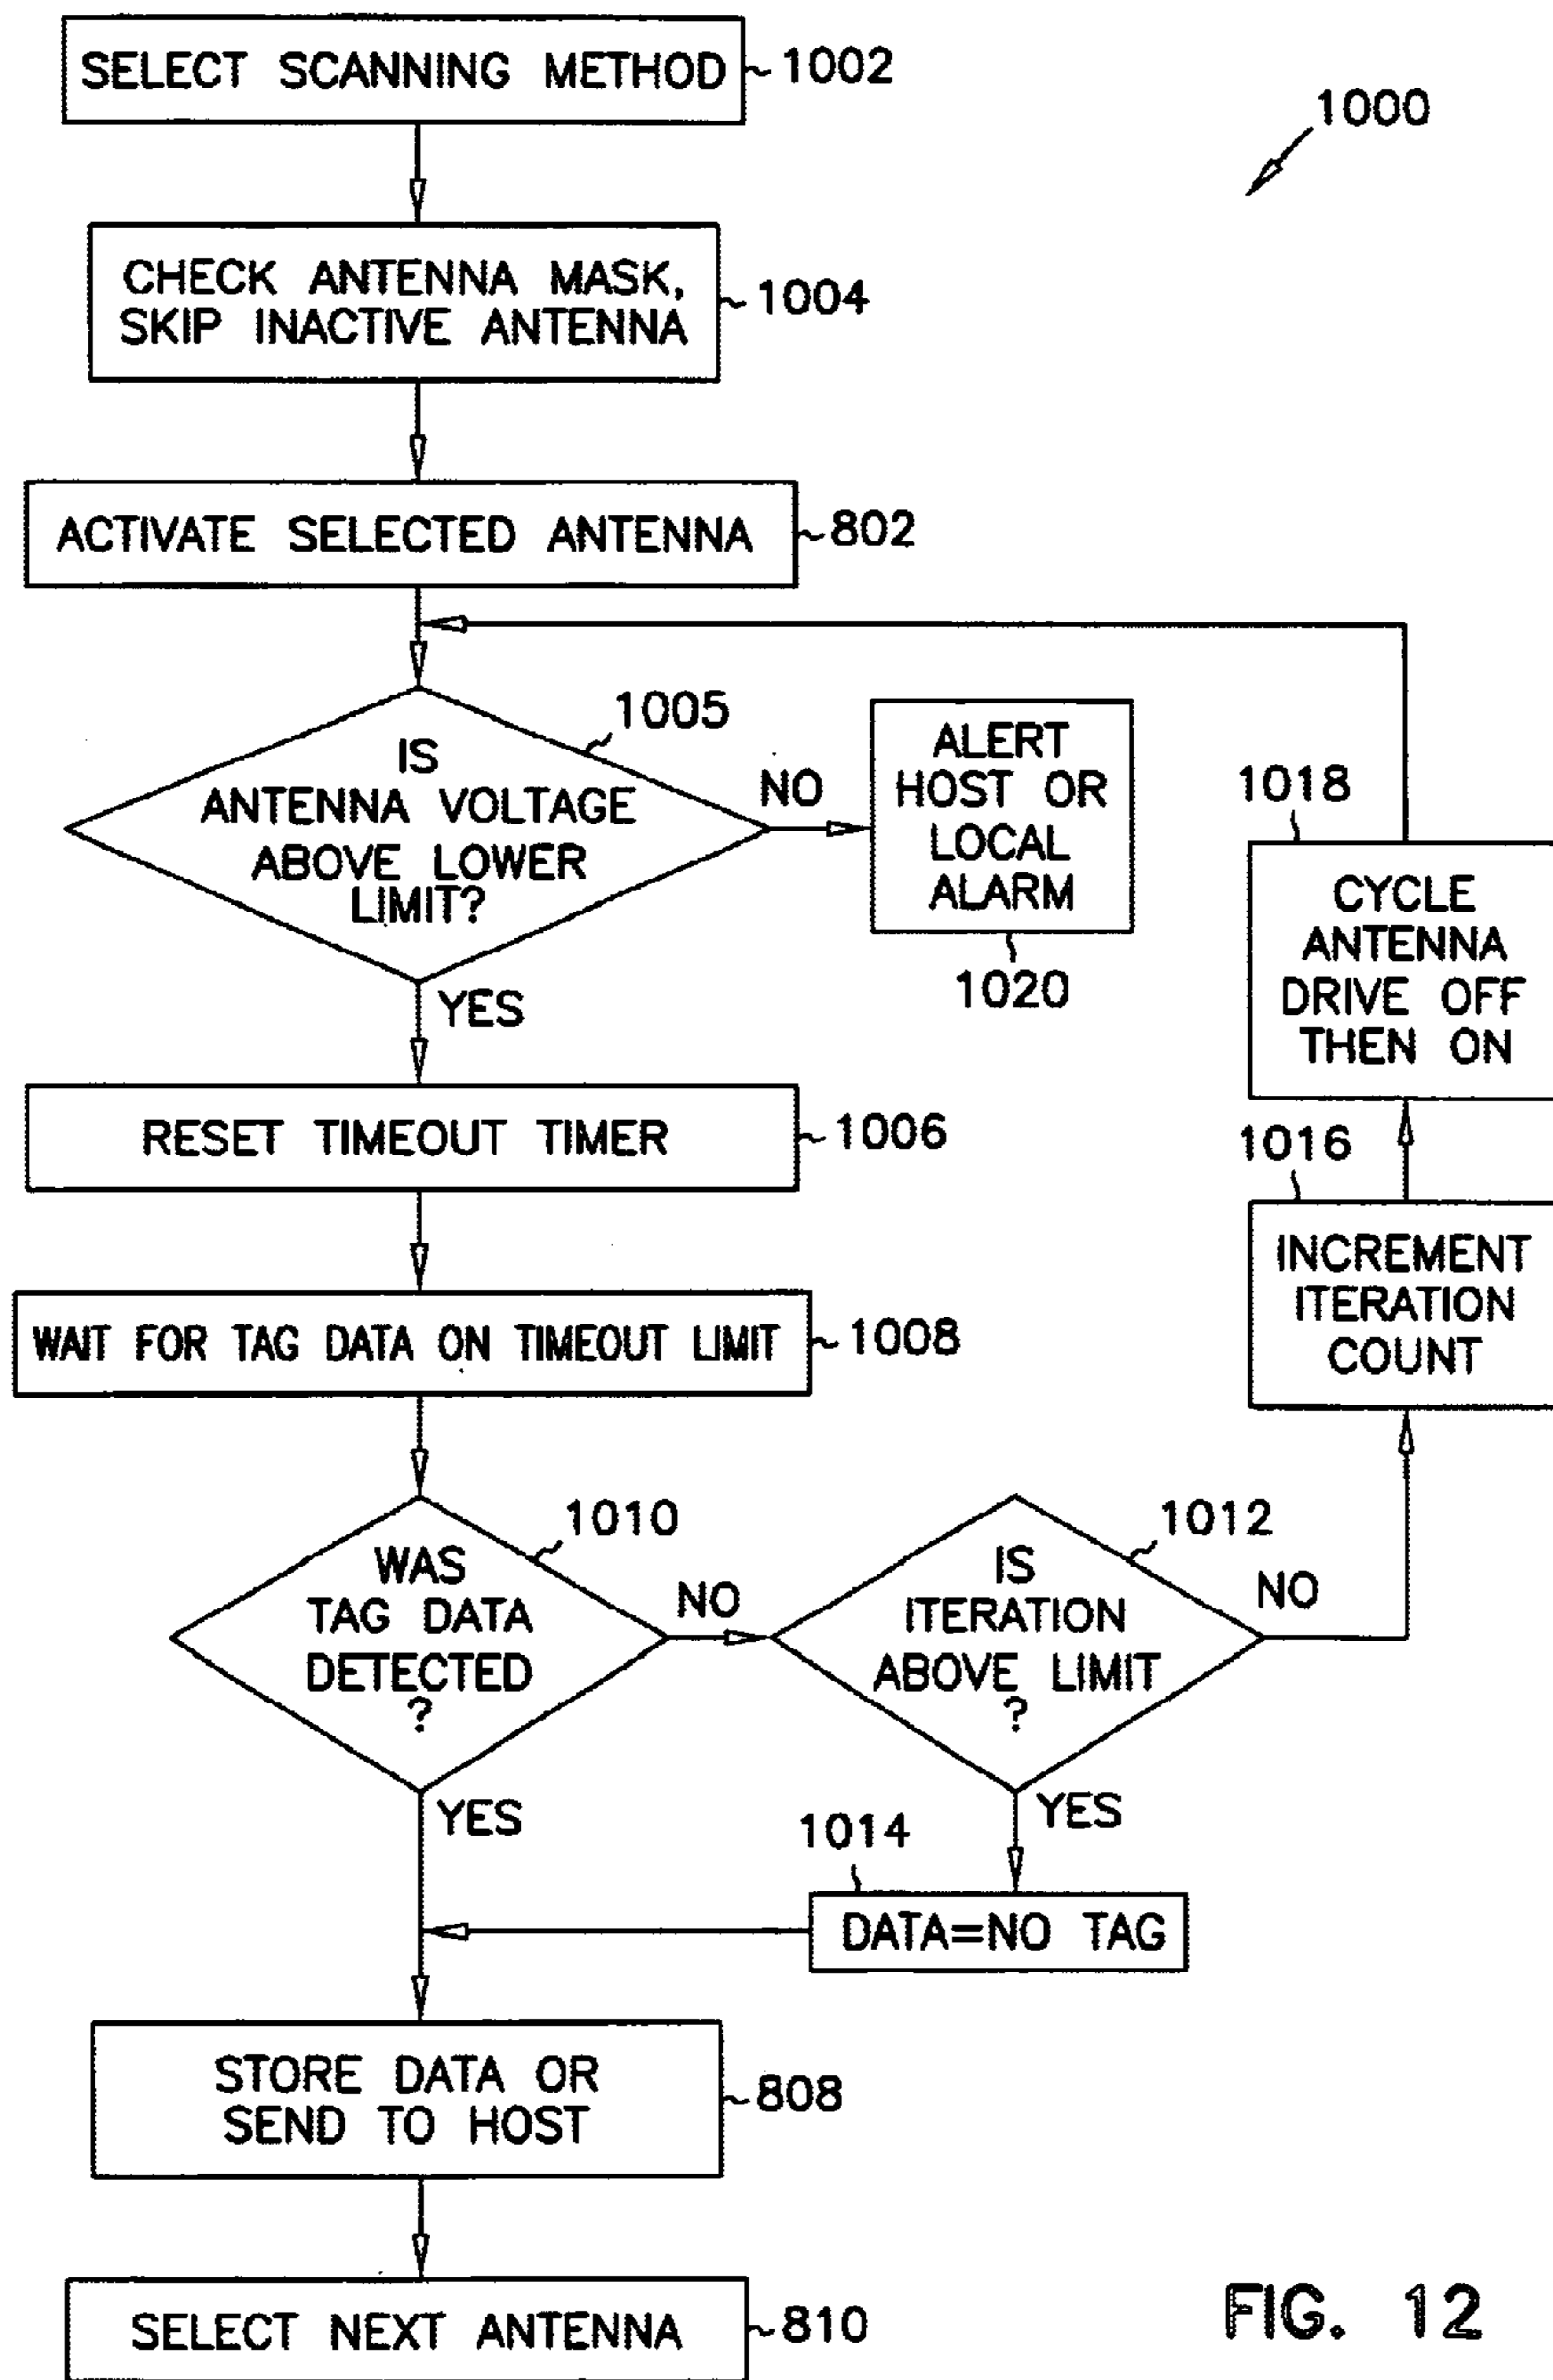 SELECT SCANNING METHOD
1002
1000
CHECK ANTENNA MASK,
SKIP INACTIVE ANTENNA
1004
ACTIVATE SELECTED ANTENNA
802
IS
ANTENNA VOLTAGE
ABOVE LOWER
LIMIT?
1005
NO
ALERT
HOST OR
LOCAL
ALARM
1020
1018
CYCLE
ANTENNA
DRIVE OFF
THEN ON
YES
RESET TIMEOUT TIMER
1006
1016
INCREMENT
ITERATION
COUNT
WAIT FOR TAG DATA ON TIMEOUT LIMIT
1008
WAS
TAG DATA
DETECTED
?
1010
NO
IS
ITERATION
ABOVE LIMIT
?
1012
NO
YES
YES
1014
DATA=NO TAG
STORE DATA OR
SEND TO HOST
808
SELECT NEXT ANTENNA
810
FIG. 12